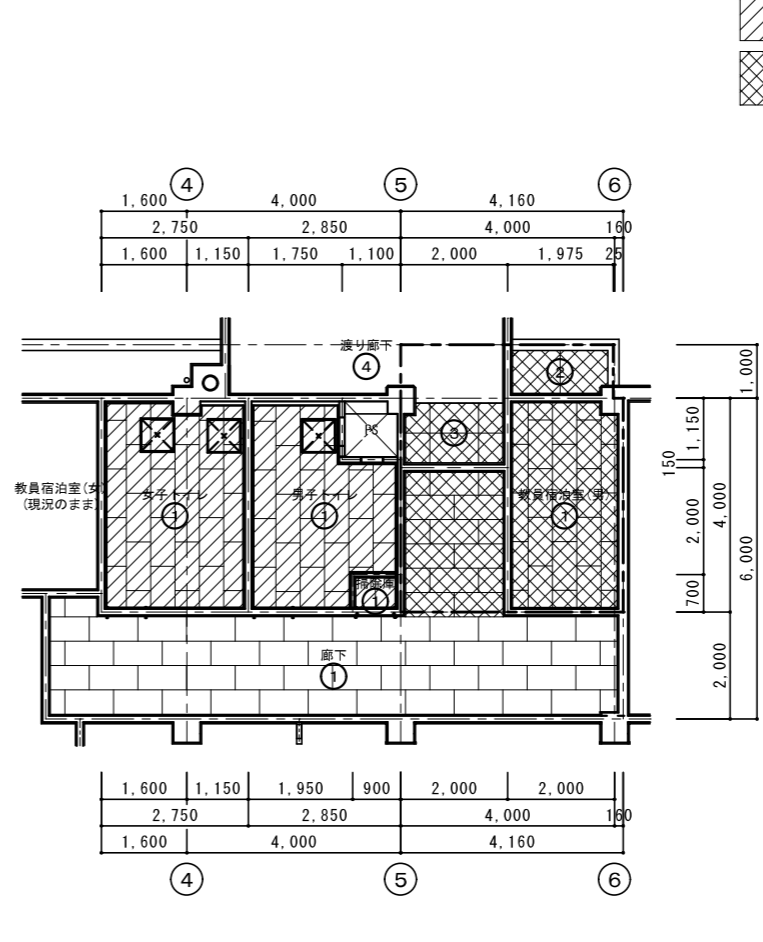 ④ ⑤ ⑥
1,600 4,000 4,160
2,750 2,850 4,000 160
1,600 1,150 1,750 1,100 2,000 1,975 25
渡り廊下
④
②
1,000
PS
③
1,150
150
教員宿泊室(女)
(現況のまま)
女子トイレ
①
男子トイレ
①
教員宿泊室(男)
①
2,000
4,000
6,000
掃除庫
①
700
廊下
①
2,000
1,600 1,150 1,950 900 2,000 2,000
2,750 2,850 4,000 160
1,600 4,000 4,160
④ ⑤ ⑥